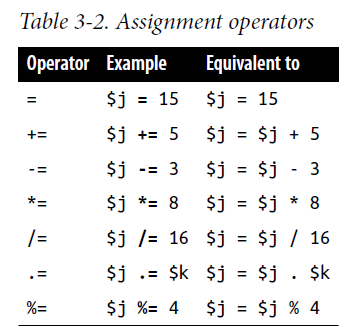 Table 3-2. Assignment operators
Operator Example Equivalent to
= $j = 15 $j = 15
+= $j += 5 $j = $j + 5
-= $j -= 3 $j = $j - 3
*= $j *= 8 $j = $j * 8
/= $j /= 16 $j = $j / 16
.= $j .= $k $j = $j . $k
%= $j %= 4 $j = $j % 4